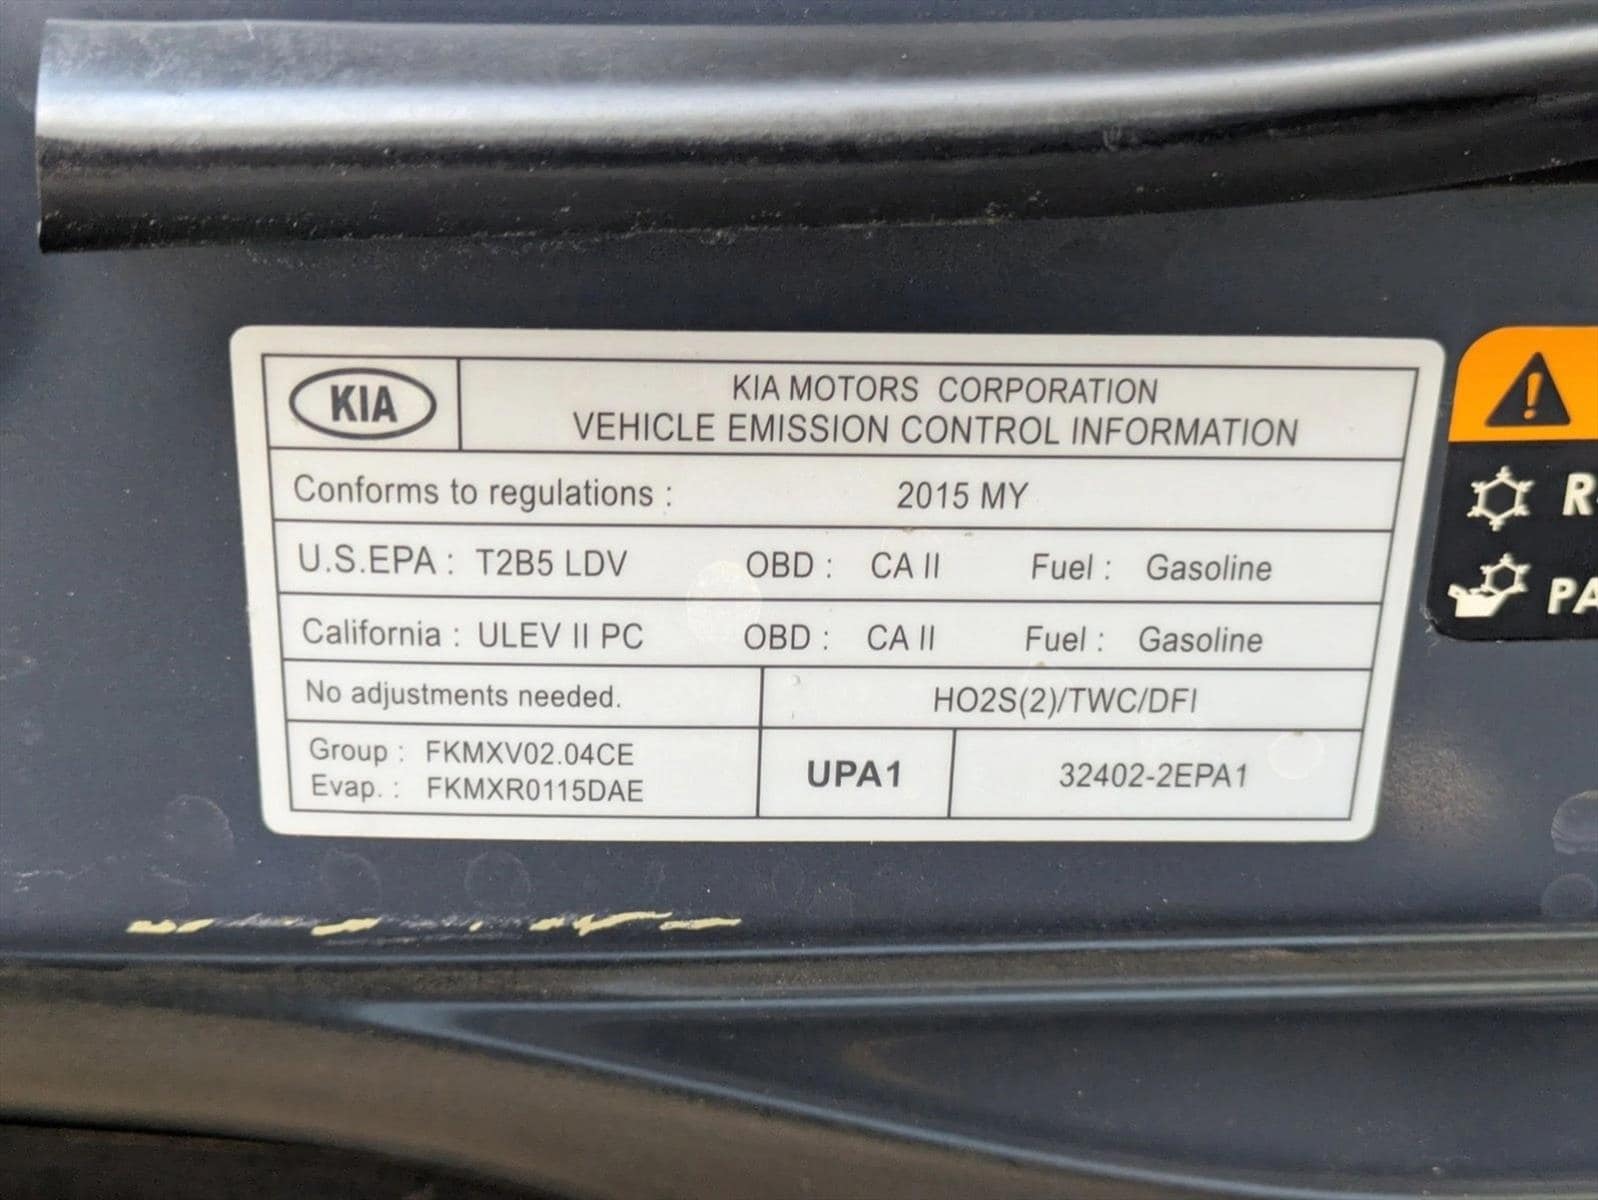 KIA
KIA MOTORS CORPORATION
VEHICLE EMISSION CONTROL INFORMATION
Conforms to regulations : 2015 MY
U.S.EPA : T2B5 LDV OBD : CA II Fuel : Gasoline
California : ULEV II PC OBD : CA II Fuel : Gasoline
No adjustments needed. HO2S(2)/TWC/DFI
Group : FKMXV02.04CE
Evap. : FKMXR0115DAE
UPA1 32402-2EPA1
R
PA